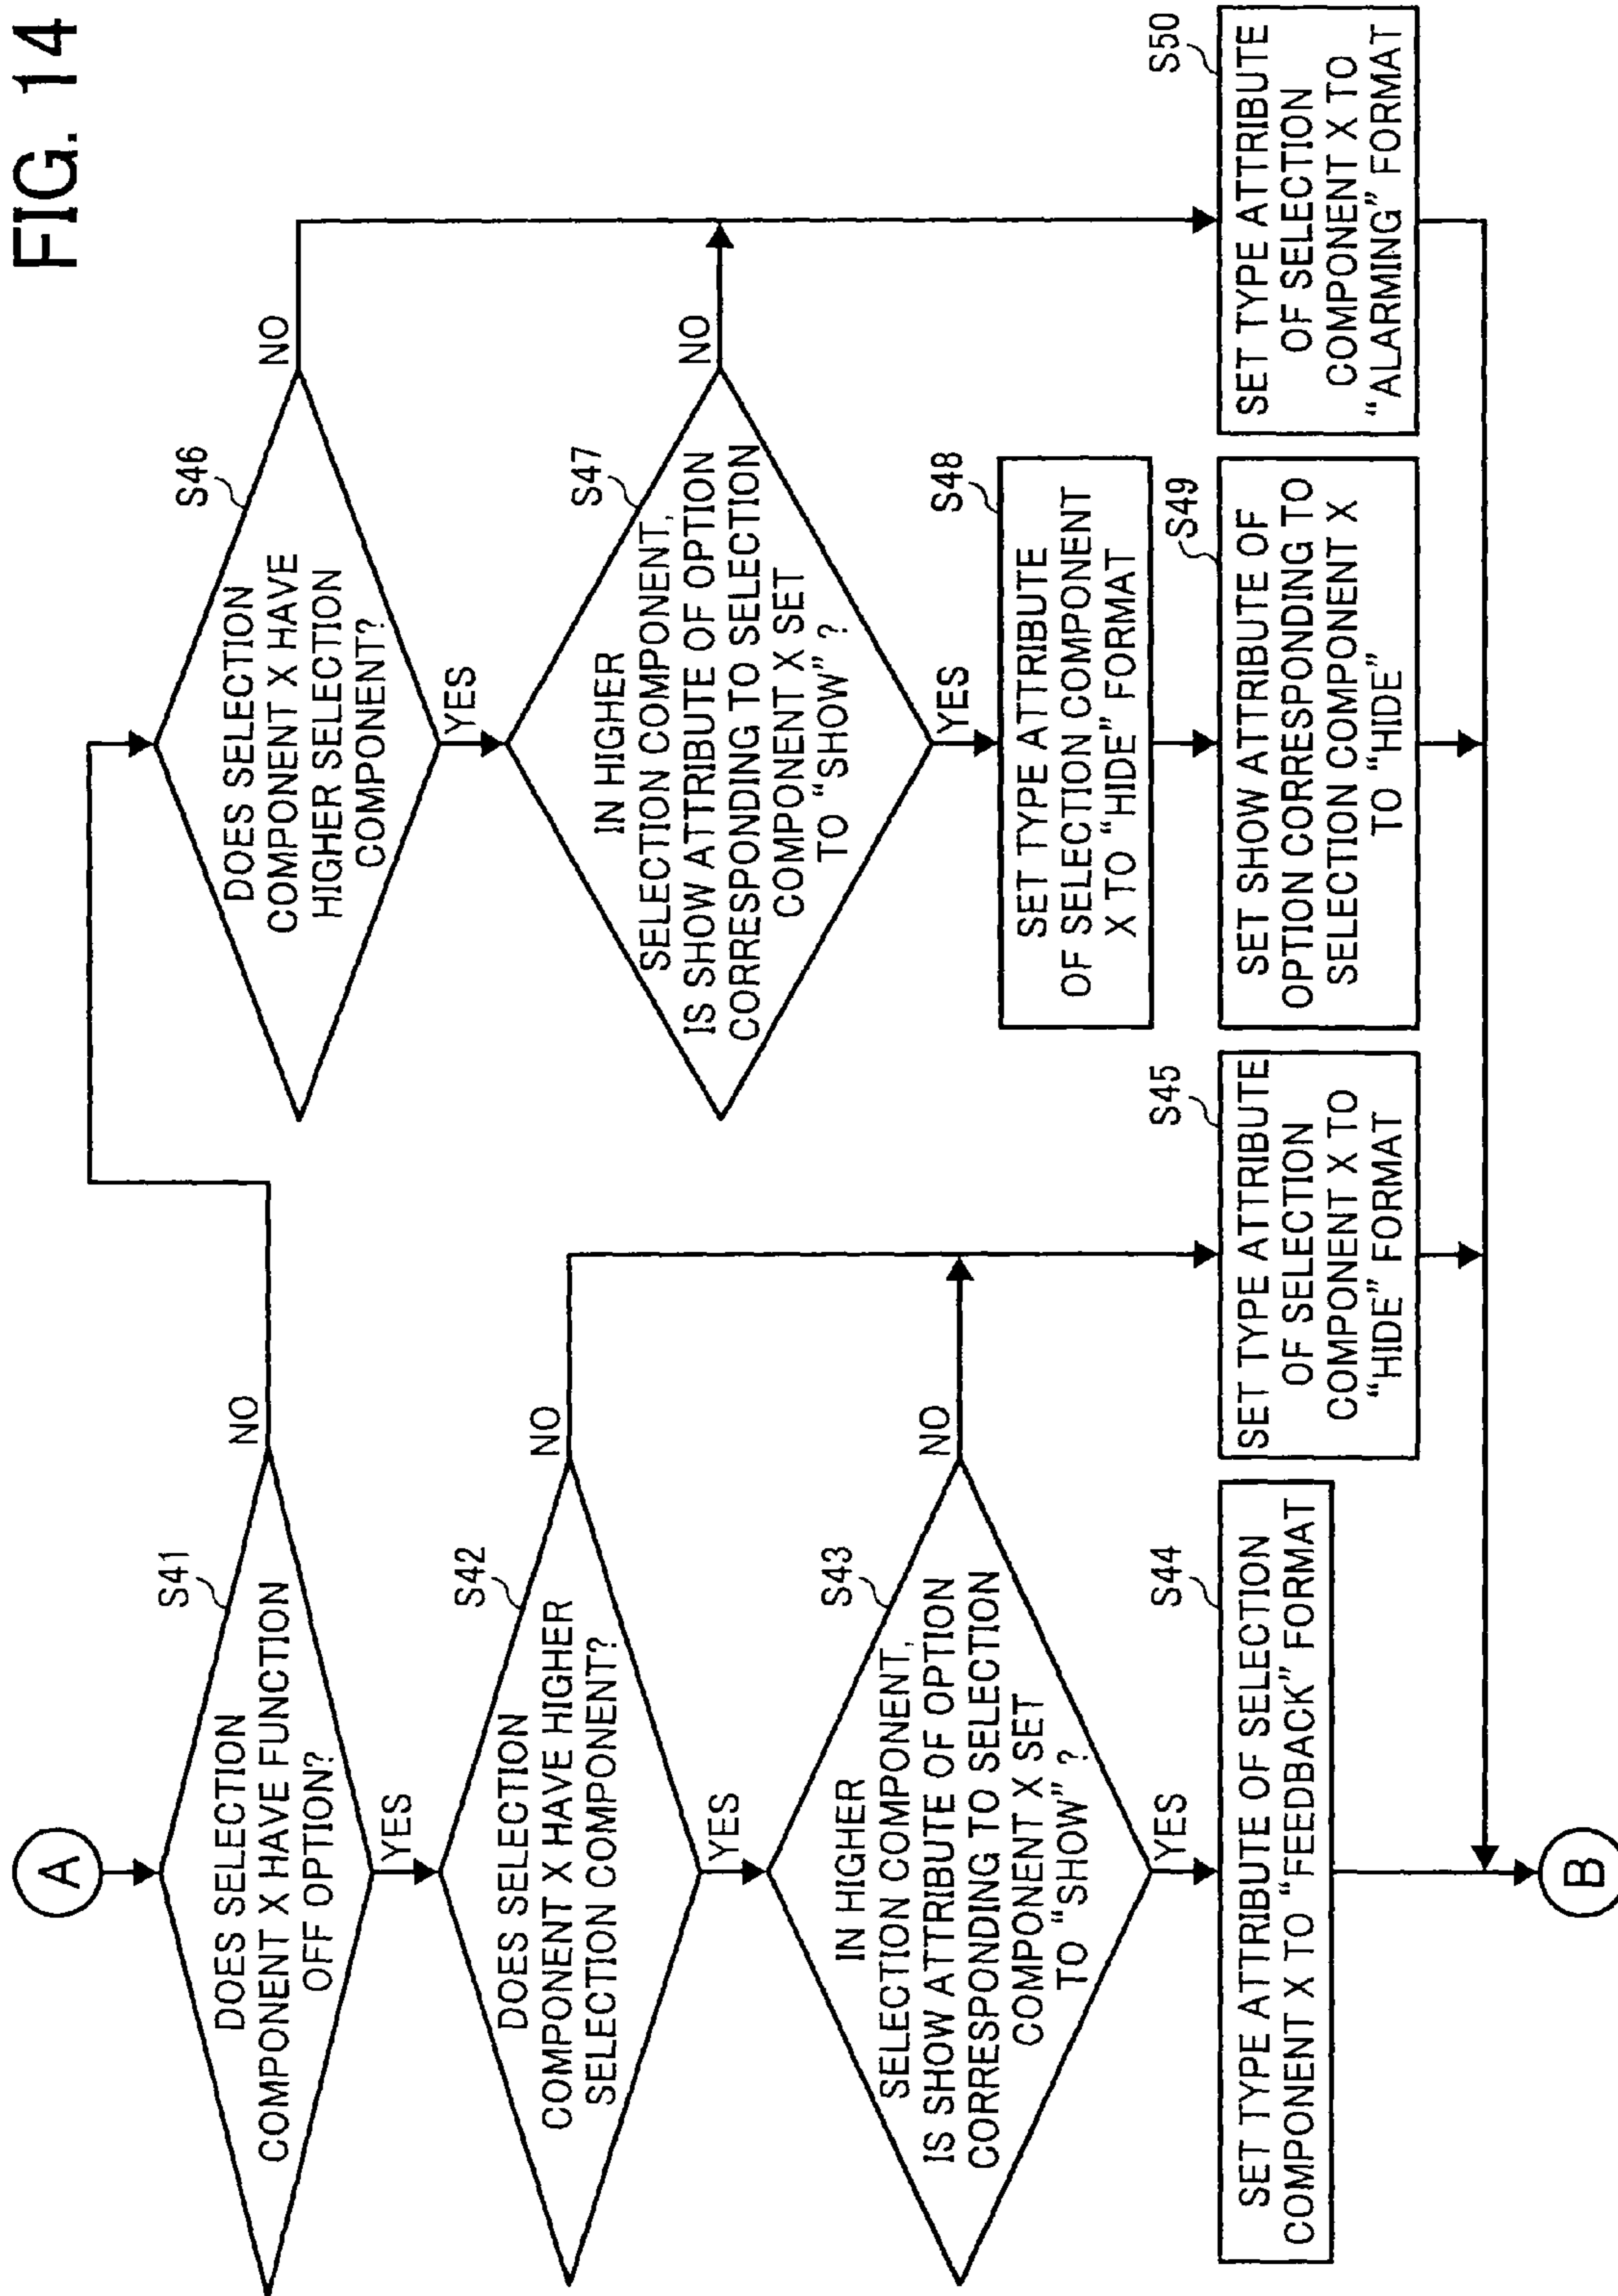 FIG. 14
A
S41
DOES SELECTION
COMPONENT X HAVE FUNCTION
OFF OPTION?
NO
YES
S42
DOES SELECTION
COMPONENT X HAVE HIGHER
SELECTION COMPONENT?
NO
YES
S43
IN HIGHER
SELECTION COMPONENT,
IS SHOW ATTRIBUTE OF OPTION
CORRESPONDING TO SELECTION
COMPONENT X SET
TO “SHOW”?
NO
YES
S44
SET TYPE ATTRIBUTE OF SELECTION
COMPONENT X TO “FEEDBACK” FORMAT
S45
SET TYPE ATTRIBUTE
OF SELECTION
COMPONENT X TO
“HIDE” FORMAT
S46
DOES SELECTION
COMPONENT X HAVE
HIGHER SELECTION
COMPONENT?
NO
YES
S47
IN HIGHER
SELECTION COMPONENT,
IS SHOW ATTRIBUTE OF OPTION
CORRESPONDING TO SELECTION
COMPONENT X SET
TO “SHOW”?
NO
YES
S48
SET TYPE ATTRIBUTE
OF SELECTION COMPONENT
X TO “HIDE” FORMAT
S49
SET SHOW ATTRIBUTE OF
OPTION CORRESPONDING TO
SELECTION COMPONENT X
TO “HIDE”
S50
SET TYPE ATTRIBUTE
OF SELECTION
COMPONENT X TO
“ALARMING” FORMAT
B